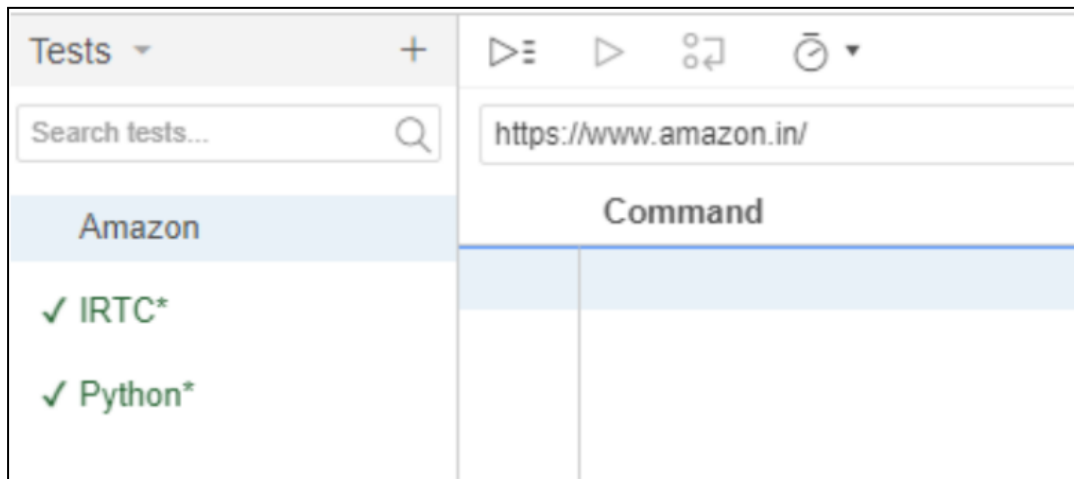 Tests
Search tests...
Amazon
✓ IRTC*
✓ Python*
https://www.amazon.in/
Command